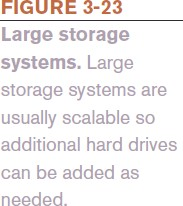 FIGURE 3-23
Large storage
systems. Large
storage systems are
usually scalable so
additional hard drives
can be added as
needed.